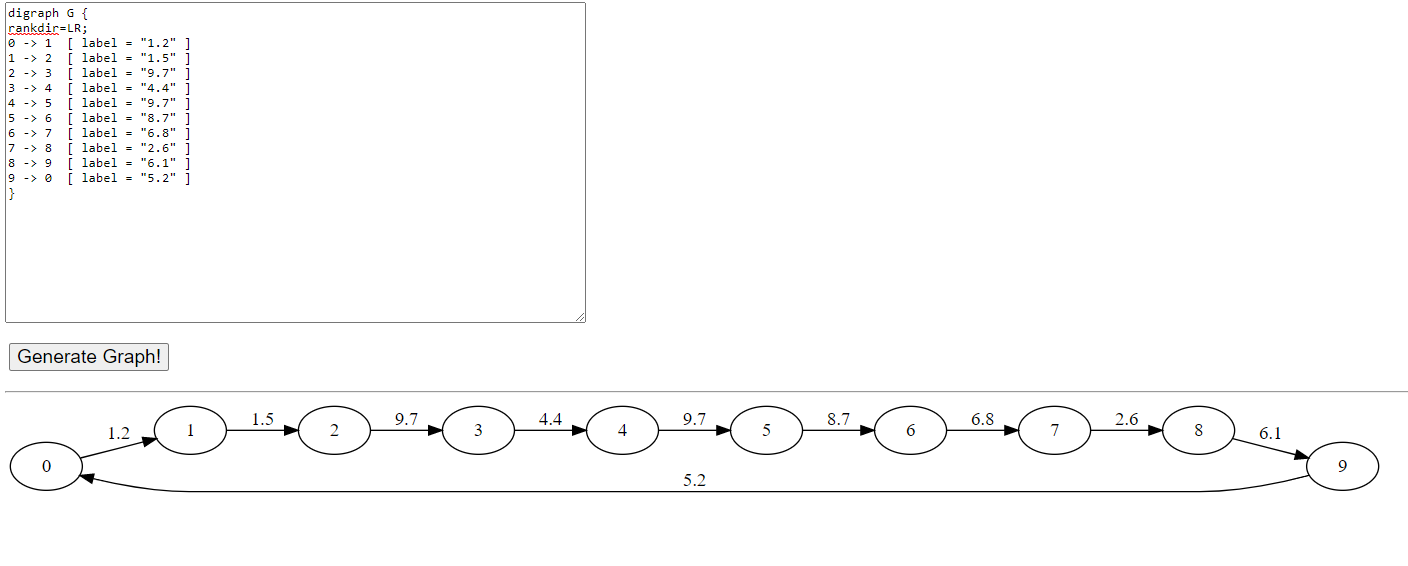 digraph G {
rankdir=LR;
0 -> 1  [ label = "1.2" ]
1 -> 2  [ label = "1.5" ]
2 -> 3  [ label = "9.7" ]
3 -> 4  [ label = "4.4" ]
4 -> 5  [ label = "9.7" ]
5 -> 6  [ label = "8.7" ]
6 -> 7  [ label = "6.8" ]
7 -> 8  [ label = "2.6" ]
8 -> 9  [ label = "6.1" ]
9 -> 0  [ label = "5.2" ]
}
Generate Graph!
1.2 1.5 9.7 4.4 9.7 8.7 6.8 2.6 6.1
0 1 2 3 4 5 6 7 8 9
5.2